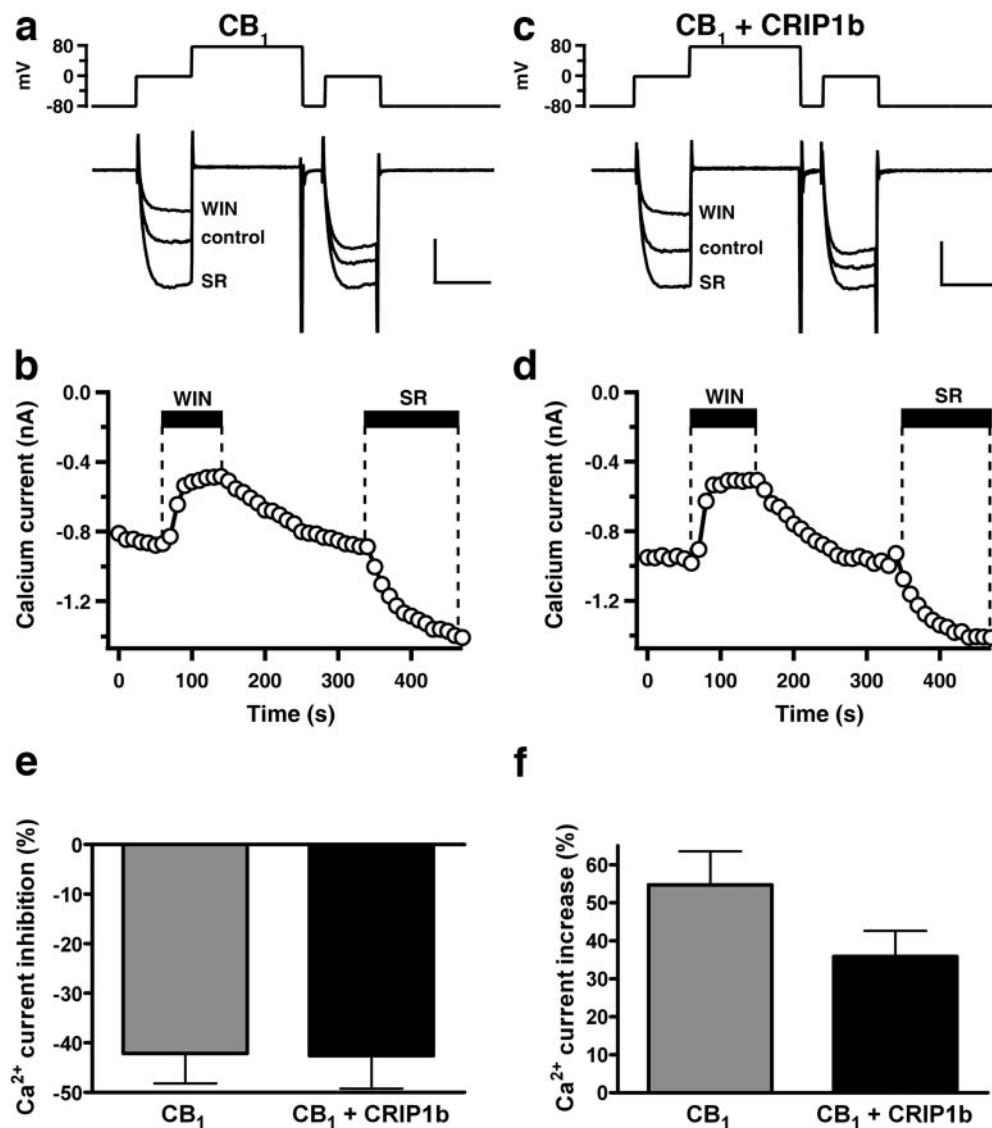 a
CB1
80
0
-80
mV
WIN
control
SR
c
CB1 + CRIP1b
80
0
-80
mV
WIN
control
SR
b
0.0
-0.4
-0.8
-1.2
Calcium current (nA)
WIN
SR
0 100 200 300 400
Time (s)
d
0.0
-0.4
-0.8
-1.2
Calcium current (nA)
WIN
SR
0 100 200 300 400
Time (s)
e
0
-10
-20
-30
-40
-50
Ca2+ current inhibition (%)
CB1 CB1 + CRIP1b
f
60
50
40
30
20
10
0
Ca2+ current increase (%)
CB1 CB1 + CRIP1b